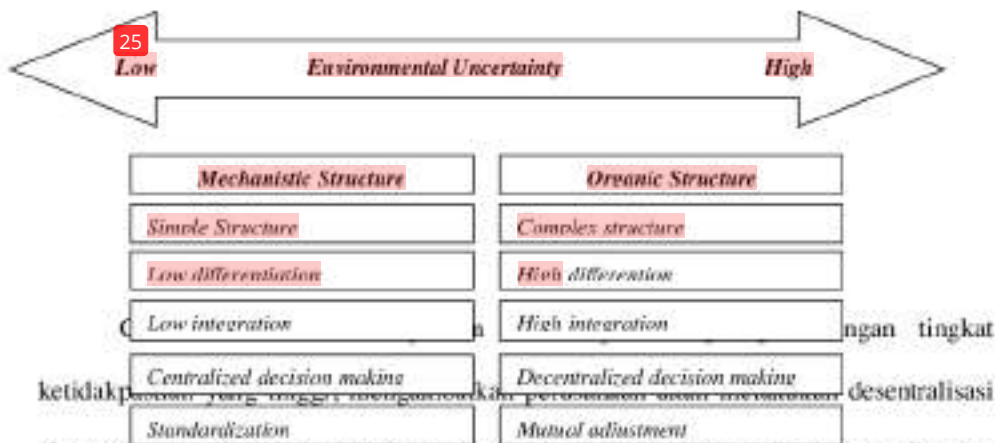 25
Low Environmental Uncertainty High
Mechanistic Structure Organic Structure
Simple Structure Complex structure
Low differentiation High differention
Low integration High integration
ngan tingkat
Centralized decision making Decentralized decision making
desentralisasi
Standardization Mutual adjustment